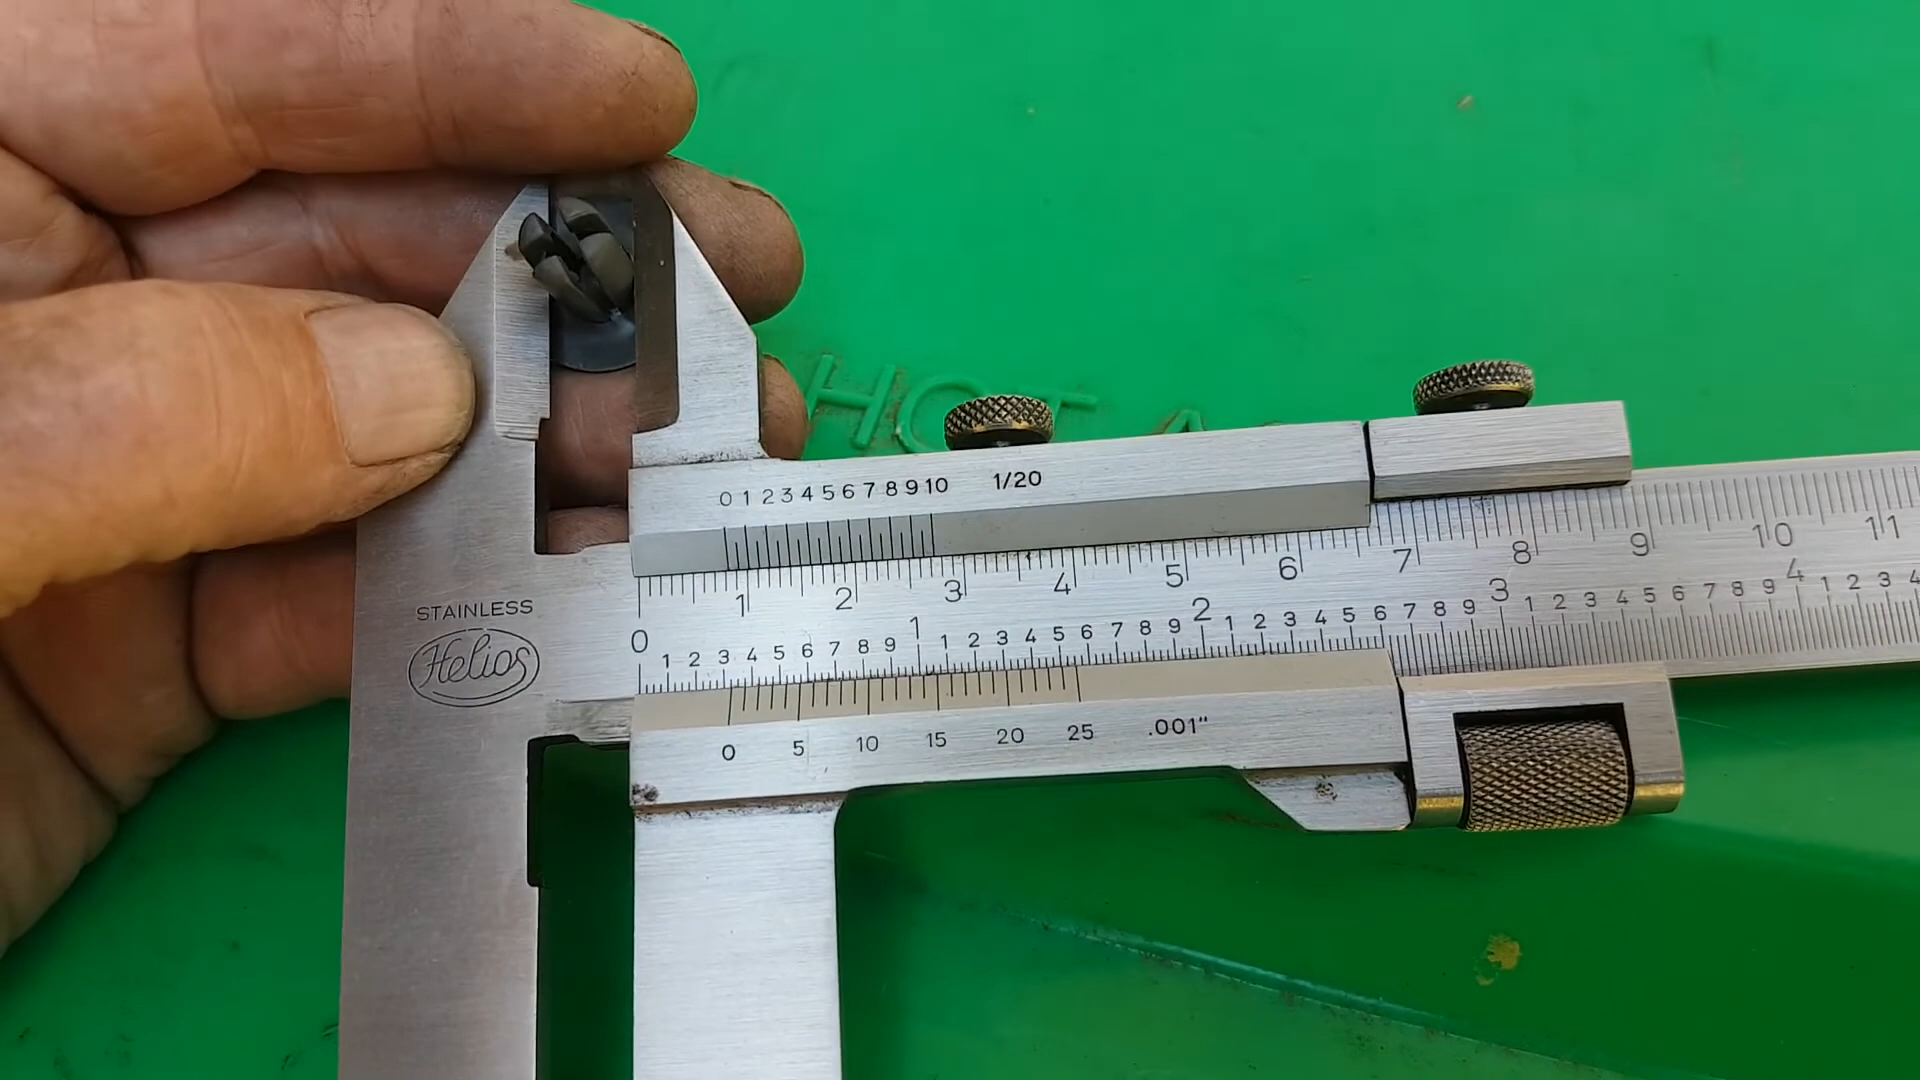 HOT
0 1 2 3 4 5 6 7 8 9 10 1/20
1 2 3 4 5 6 7 8 9 10 11
STAINLESS
Helios
0 1 2 3 4 5 6 7 8 9 1 1 2 3 4 5 6 7 8 9 2 1 2 3 4 5 6 7 8 9 3 1 2 3 4 5 6 7 8 9 4 1 2 3 4
0 5 10 15 20 25 .001"